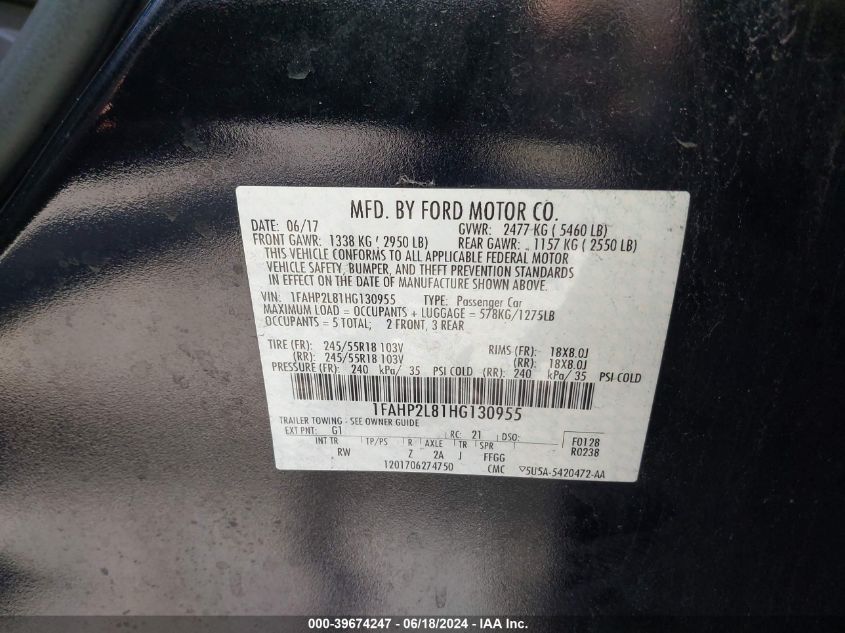 MFD. BY FORD MOTOR CO.
DATE: 06/17 GVWR: 2477 KG ( 5460 LB)
FRONT GAWR: 1338 KG ( 2950 LB) REAR GAWR: 1157 KG ( 2550 LB)
THIS VEHICLE CONFORMS TO ALL APPLICABLE FEDERAL MOTOR
VEHICLE SAFETY, BUMPER, AND THEFT PREVENTION STANDARDS
IN EFFECT ON THE DATE OF MANUFACTURE SHOWN ABOVE.
VIN: 1FAHP2L81HG130955 TYPE: Passenger Car
MAXIMUM LOAD = OCCUPANTS + LUGGAGE = 578KG/1275LB
OCCUPANTS = 5 TOTAL; 2 FRONT, 3 REAR
TIRE (FR): 245/55R18 103V RIMS (FR): 18X8.0J
(RR): 245/55R18 103V (RR): 18X8.0J
PRESSURE (FR): 240 kPa/ 35 PSI COLD (RR): 240 kPa/ 35 PSI COLD
1FAHP2L81HG130955
TRAILER TOWING - SEE OWNER GUIDE
EXT PNT: G1 RC: 21 DSO: F0128
INT TR TP/PS R AXLE TR SPR R0238
RW Z 2A J FFGG
1201706274750 CMC ▽5U5A-5420472-AA
000-39674247 - 06/18/2024 - IAA Inc.